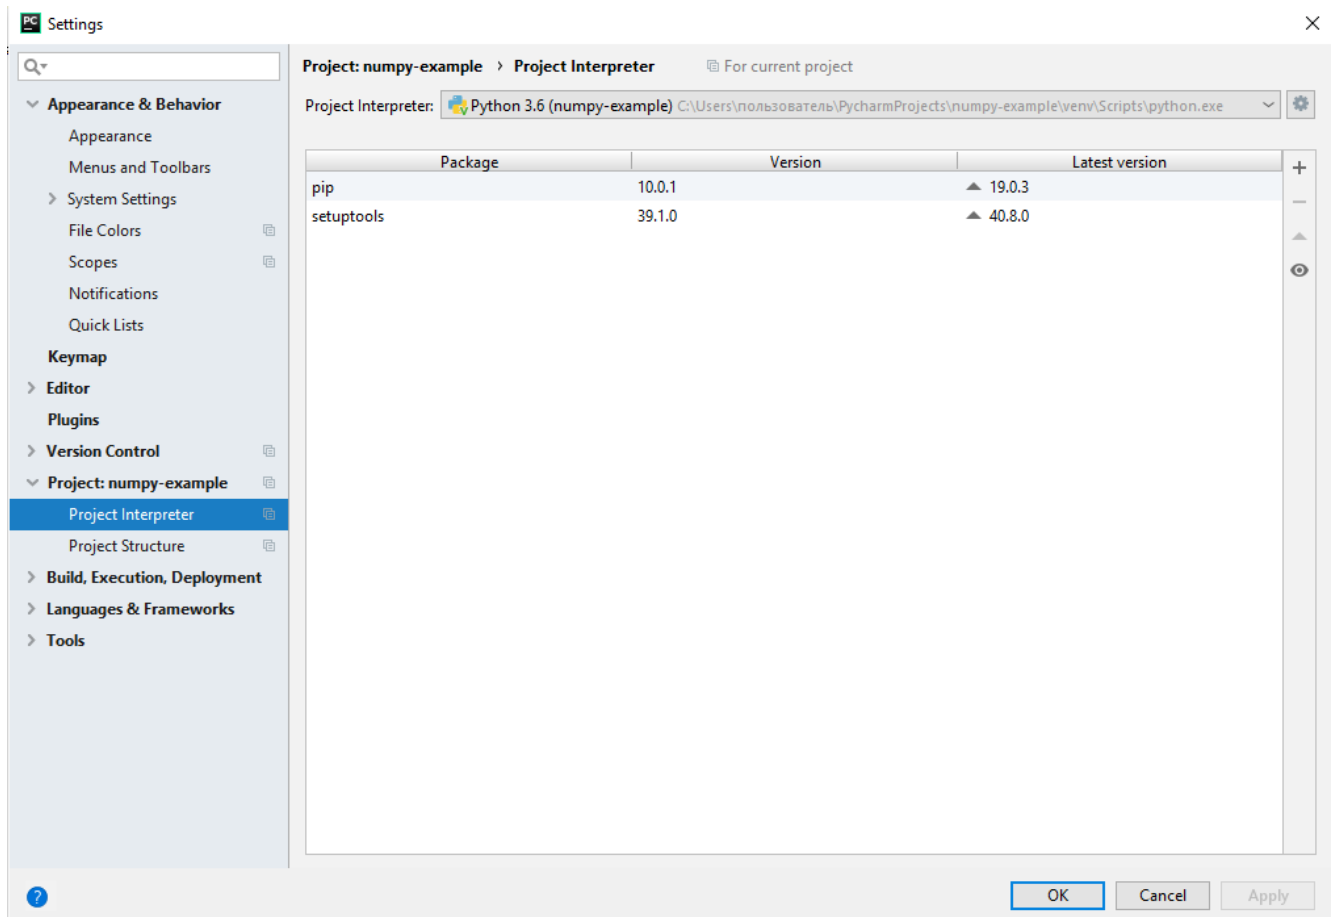 PC Settings
Project: numpy-example › Project Interpreter For current project
Project Interpreter: Python 3.6 (numpy-example) C:\Users\пользователь\PycharmProjects\numpy-example\venv\Scripts\python.exe
Appearance & Behavior
Appearance
Menus and Toolbars
System Settings
File Colors
Scopes
Notifications
Quick Lists
Keymap
Editor
Plugins
Version Control
Project: numpy-example
Project Interpreter
Project Structure
Build, Execution, Deployment
Languages & Frameworks
Tools
Package Version Latest version
pip 10.0.1 19.0.3
setuptools 39.1.0 40.8.0
? OK Cancel Apply